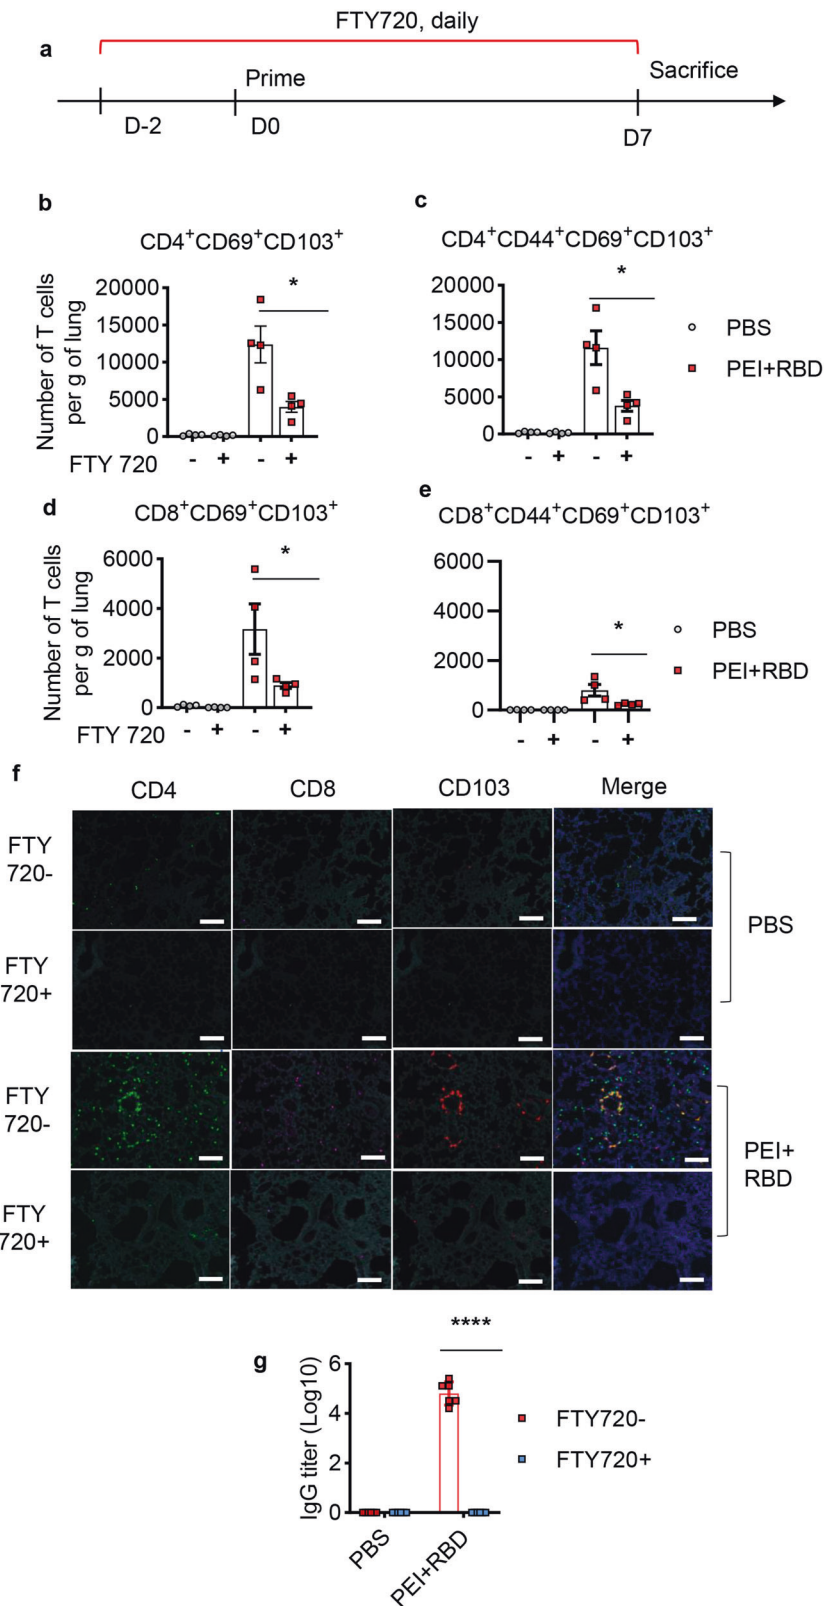 FTY720, daily
a
Prime
Sacrifice
D-2
D0
D7
b
CD4+CD69+CD103+
Number of T cells
per g of lung
20000
15000
10000
5000
0
*
FTY 720
- + - +
c
CD4+CD44+CD69+CD103+
20000
15000
10000
5000
0
*
- + - +
PBS
PEI+RBD
d
CD8+CD69+CD103+
Number of T cells
per g of lung
6000
4000
2000
0
*
FTY 720
- + - +
e
CD8+CD44+CD69+CD103+
6000
4000
2000
0
*
- + - +
PBS
PEI+RBD
f
CD4 CD8 CD103 Merge
FTY
720-
FTY
720+
PBS
FTY
720-
FTY
720+
PEI+
RBD
g
IgG titer (Log10)
6
4
2
0
****
PBS
PEI+RBD
FTY720-
FTY720+